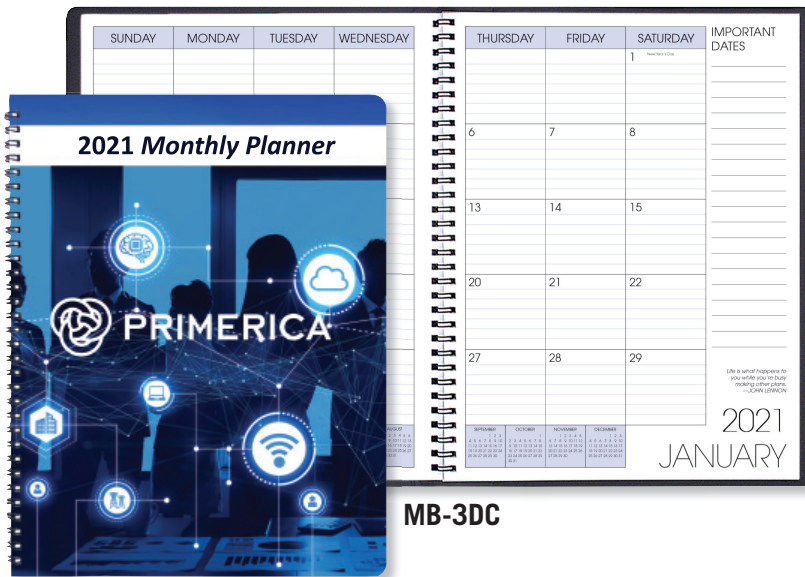 SUNDAY MONDAY TUESDAY WEDNESDAY
THURSDAY FRIDAY SATURDAY
IMPORTANT
DATES
1 New Year's Day
6 7 8
13 14 15
20 21 22
27 28 29
Life is what happens to
you while you're busy
making other plans.
—JOHN LENNON
AUGUST
SEPTEMBER OCTOBER NOVEMBER DECEMBER
2021
JANUARY
2021 Monthly Planner
PRIMERICA
MB-3DC